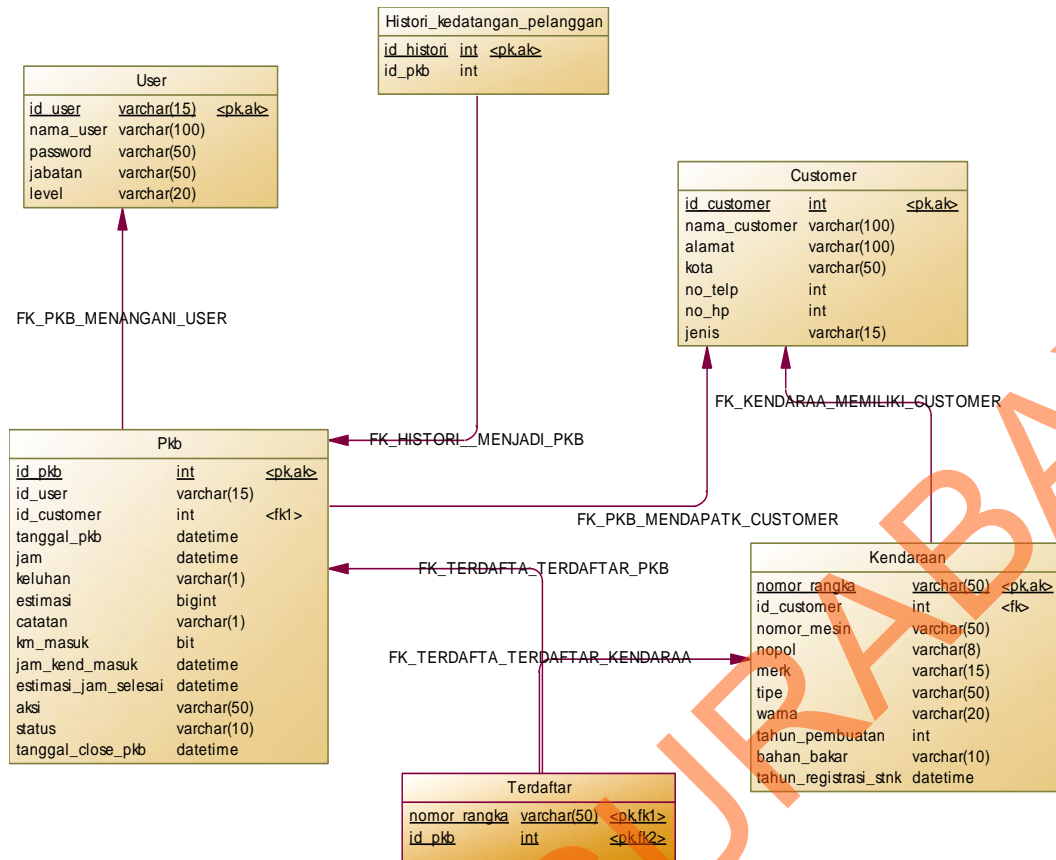 Histori_kedatangan_pelanggan
id_histori int <pk,ak>
id_pkb int
User
id_user varchar(15) <pk,ak>
nama_user varchar(100)
password varchar(50)
jabatan varchar(50)
level varchar(20)
Customer
id_customer int <pk,ak>
nama_customer varchar(100)
alamat varchar(100)
kota varchar(50)
no_telp int
no_hp int
jenis varchar(15)
FK_PKB_MENANGANI_USER
FK_KENDARAA_MEMILIKI_CUSTOMER
FK_HISTORI__MENJADI_PKB
Pkb
id_pkb int <pk,ak>
id_user varchar(15)
id_customer int <fk1>
tanggal_pkb datetime
jam datetime
keluhan varchar(1)
estimasi bigint
catatan varchar(1)
km_masuk bit
jam_kend_masuk datetime
estimasi_jam_selesai datetime
aksi varchar(50)
status varchar(10)
tanggal_close_pkb datetime
FK_PKB_MENDAPATK_CUSTOMER
FK_TERDAFTA_TERDAFTAR_PKB
FK_TERDAFTA_TERDAFTAR_KENDARAA
Kendaraan
nomor_rangka varchar(50) <pk,ak>
id_customer int <fk>
nomor_mesin varchar(50)
nopol varchar(8)
merk varchar(15)
tipe varchar(50)
warna varchar(20)
tahun_pembuatan int
bahan_bakar varchar(10)
tahun_registrasi_stnk datetime
Terdaftar
nomor_rangka varchar(50) <pk,fk1>
id_pkb int <pk,fk2>
URABA